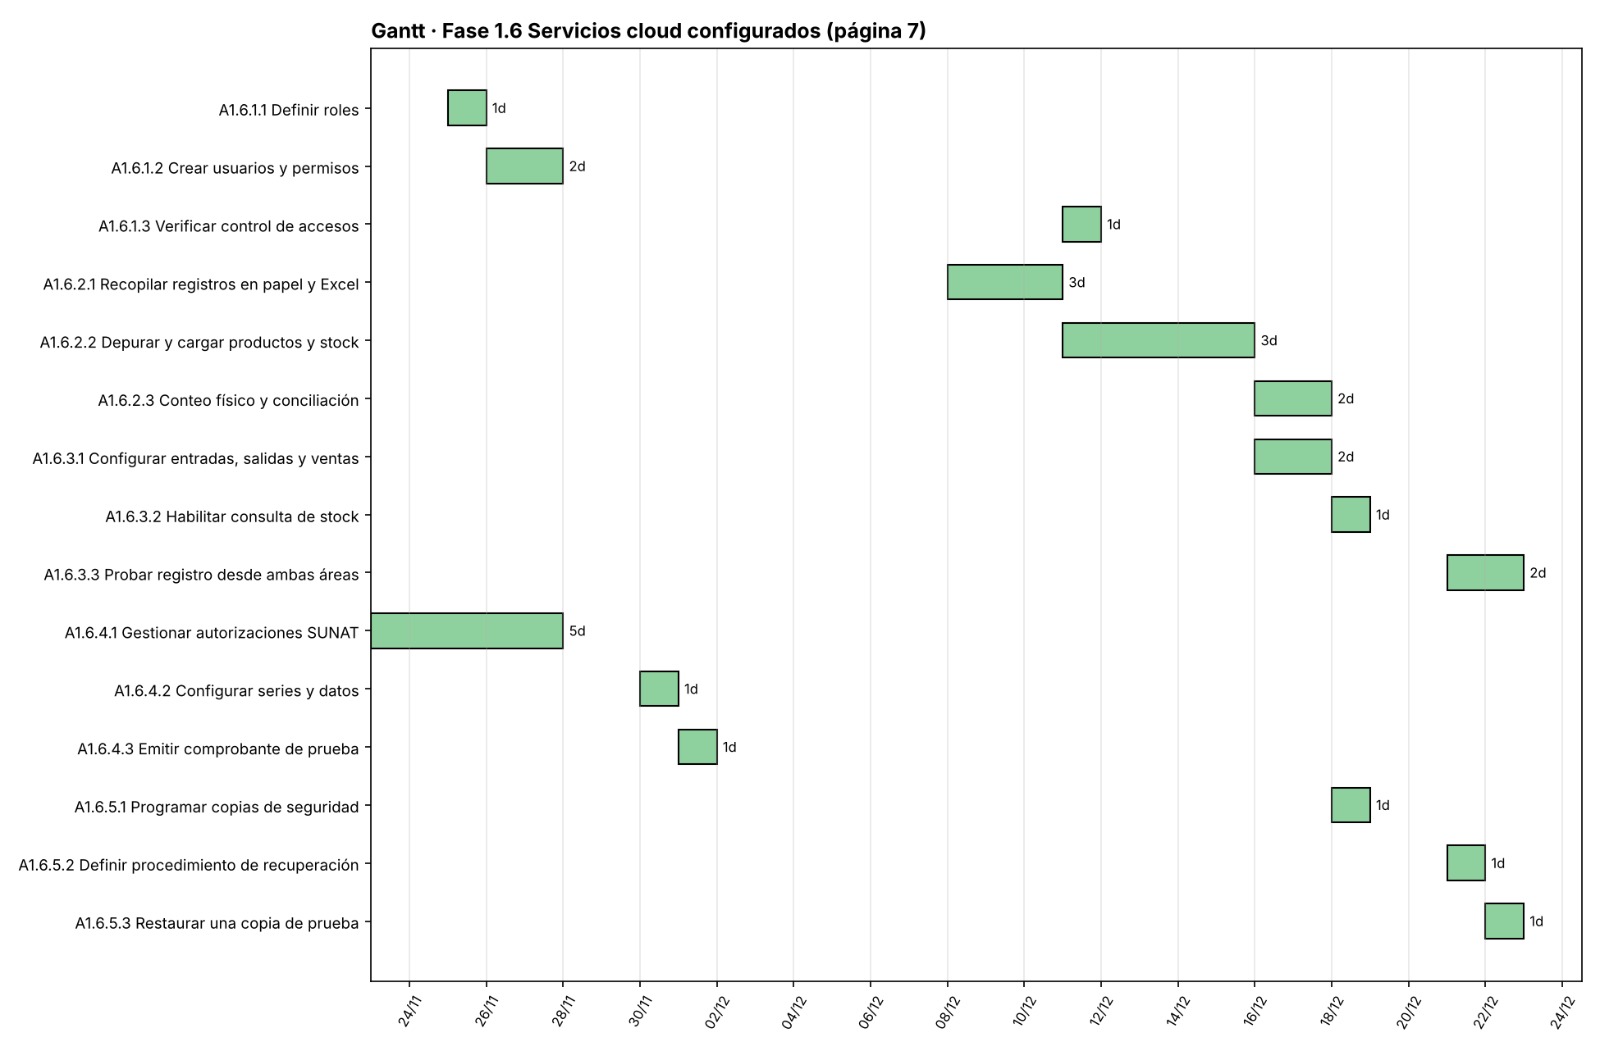 Gantt · Fase 1.6 Servicios cloud configurados (página 7)
A1.6.1.1 Definir roles
1d
A1.6.1.2 Crear usuarios y permisos
2d
A1.6.1.3 Verificar control de accesos
1d
A1.6.2.1 Recopilar registros en papel y Excel
3d
A1.6.2.2 Depurar y cargar productos y stock
3d
A1.6.2.3 Conteo físico y conciliación
2d
A1.6.3.1 Configurar entradas, salidas y ventas
2d
A1.6.3.2 Habilitar consulta de stock
1d
A1.6.3.3 Probar registro desde ambas áreas
2d
A1.6.4.1 Gestionar autorizaciones SUNAT
5d
A1.6.4.2 Configurar series y datos
1d
A1.6.4.3 Emitir comprobante de prueba
1d
A1.6.5.1 Programar copias de seguridad
1d
A1.6.5.2 Definir procedimiento de recuperación
1d
A1.6.5.3 Restaurar una copia de prueba
1d
24/11
26/11
28/11
30/11
02/12
04/12
06/12
08/12
10/12
12/12
14/12
16/12
18/12
20/12
22/12
24/12